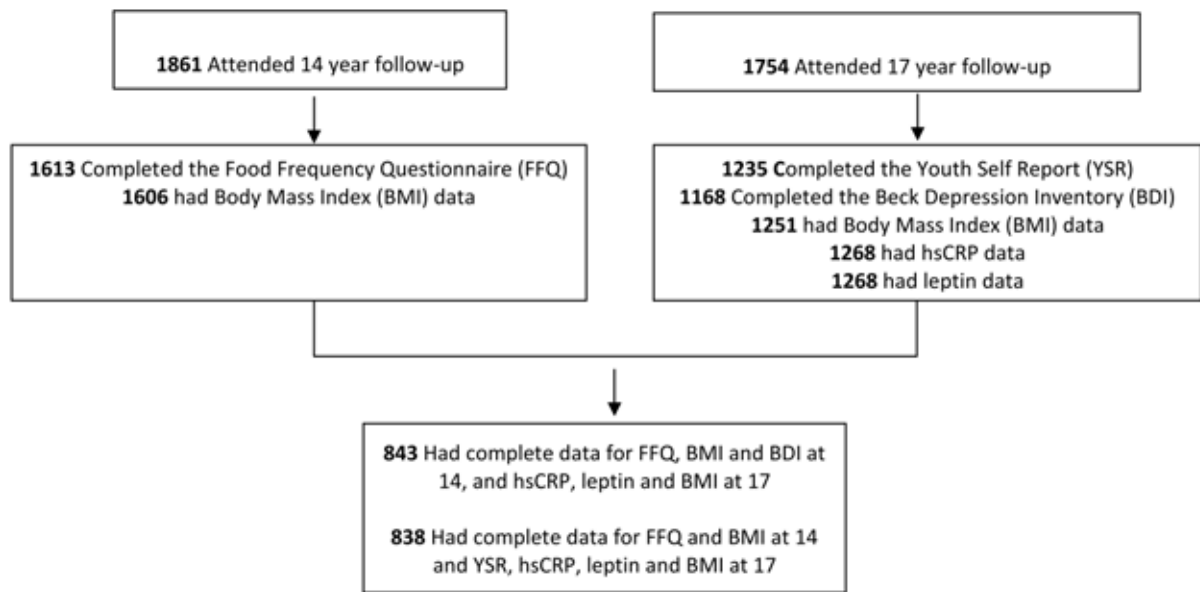 1861 Attended 14 year follow-up
1754 Attended 17 year follow-up
1613 Completed the Food Frequency Questionnaire (FFQ)
1606 had Body Mass Index (BMI) data
1235 Completed the Youth Self Report (YSR)
1168 Completed the Beck Depression Inventory (BDI)
1251 had Body Mass Index (BMI) data
1268 had hsCRP data
1268 had leptin data
843 Had complete data for FFQ, BMI and BDI at
14, and hsCRP, leptin and BMI at 17
838 Had complete data for FFQ and BMI at 14
and YSR, hsCRP, leptin and BMI at 17